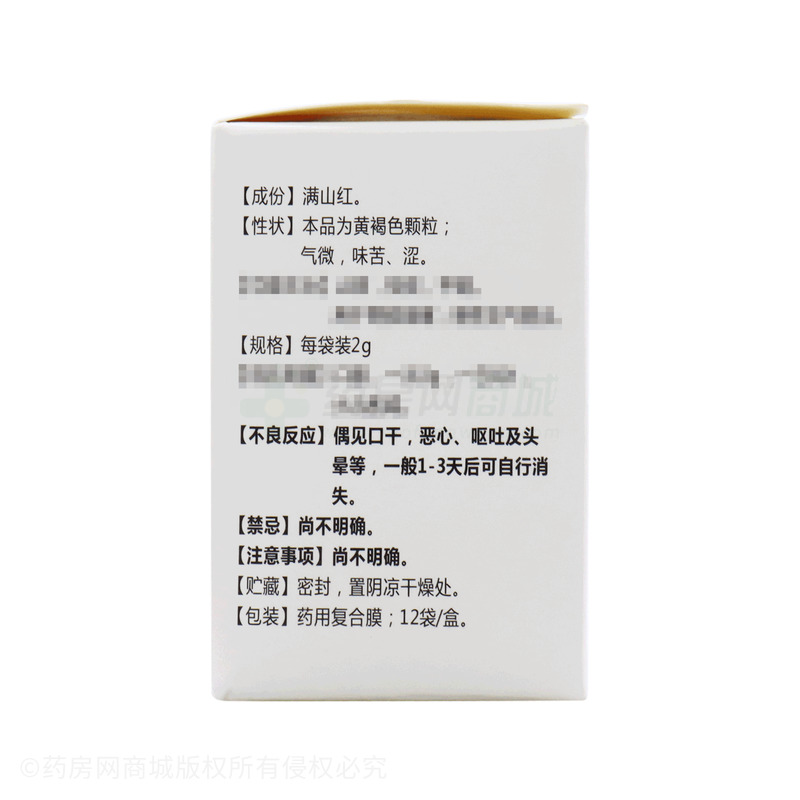 【成份】满山红。
【性状】本品为黄褐色颗粒；
气微，味苦、涩。
【规格】每袋装2g
药房网商城
【不良反应】偶见口干，恶心、呕吐及头
晕等，一般1-3天后可自行消
失。
【禁忌】尚不明确。
【注意事项】尚不明确。
【贮藏】密封，置阴凉干燥处。
【包装】药用复合膜；12袋/盒。
©药房网商城版权所有侵权必究